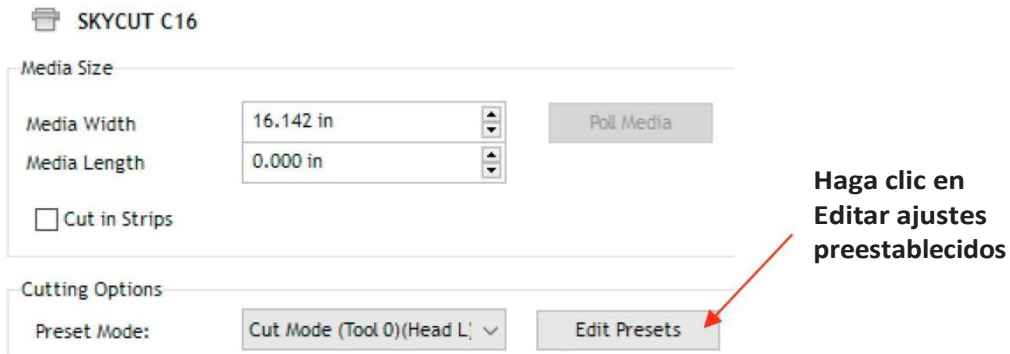 SKYCUT C16
Media Size
Media Width 16.142 in Poll Media
Media Length 0.000 in
Cut in Strips
Haga clic en
Editar ajustes
preestablecidos
Cutting Options
Preset Mode: Cut Mode (Tool 0)(Head L) Edit Presets